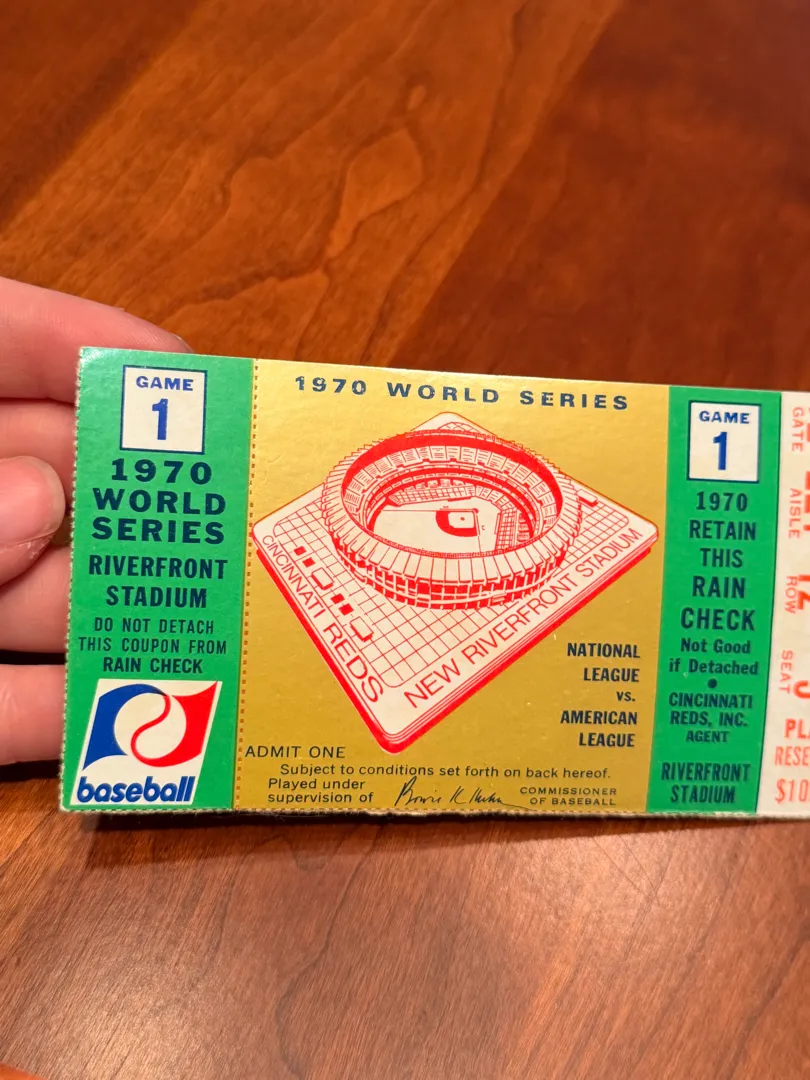 GAME
1
1970
WORLD
SERIES
RIVERFRONT
STADIUM
DO NOT DETACH
THIS COUPON FROM
RAIN CHECK
baseball
1970 WORLD SERIES
CINCINNATI REDS
NEW RIVERFRONT STADIUM
NATIONAL
LEAGUE
vs.
AMERICAN
LEAGUE
ADMIT ONE
Subject to conditions set forth on back hereof.
Played under
supervision of Bowie K Kuhn COMMISSIONER
OF BASEBALL
GAME
1
1970
RETAIN
THIS
RAIN
CHECK
Not Good
if Detached
•
CINCINNATI
REDS, INC.
AGENT
RIVERFRONT
STADIUM
GATE
AISLE
ROW
SEAT
$10